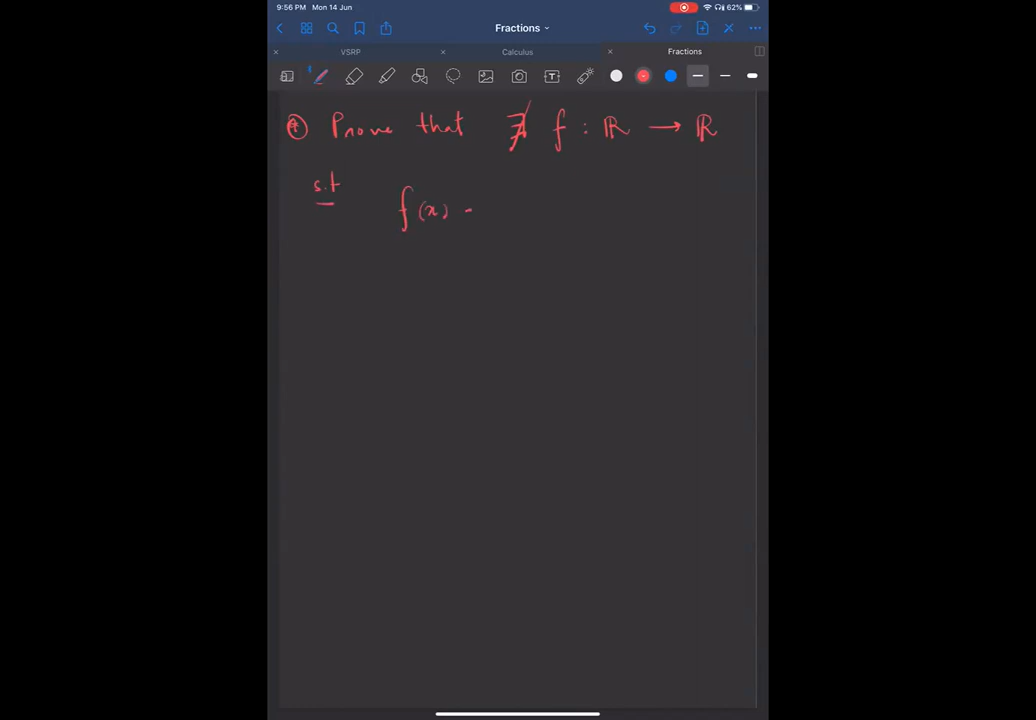 9:56 PM Mon 14 Jun 62%
Fractions
VSRP Calculus Fractions
Prove that ∄ f : ℝ → ℝ
s.t
f(x) -